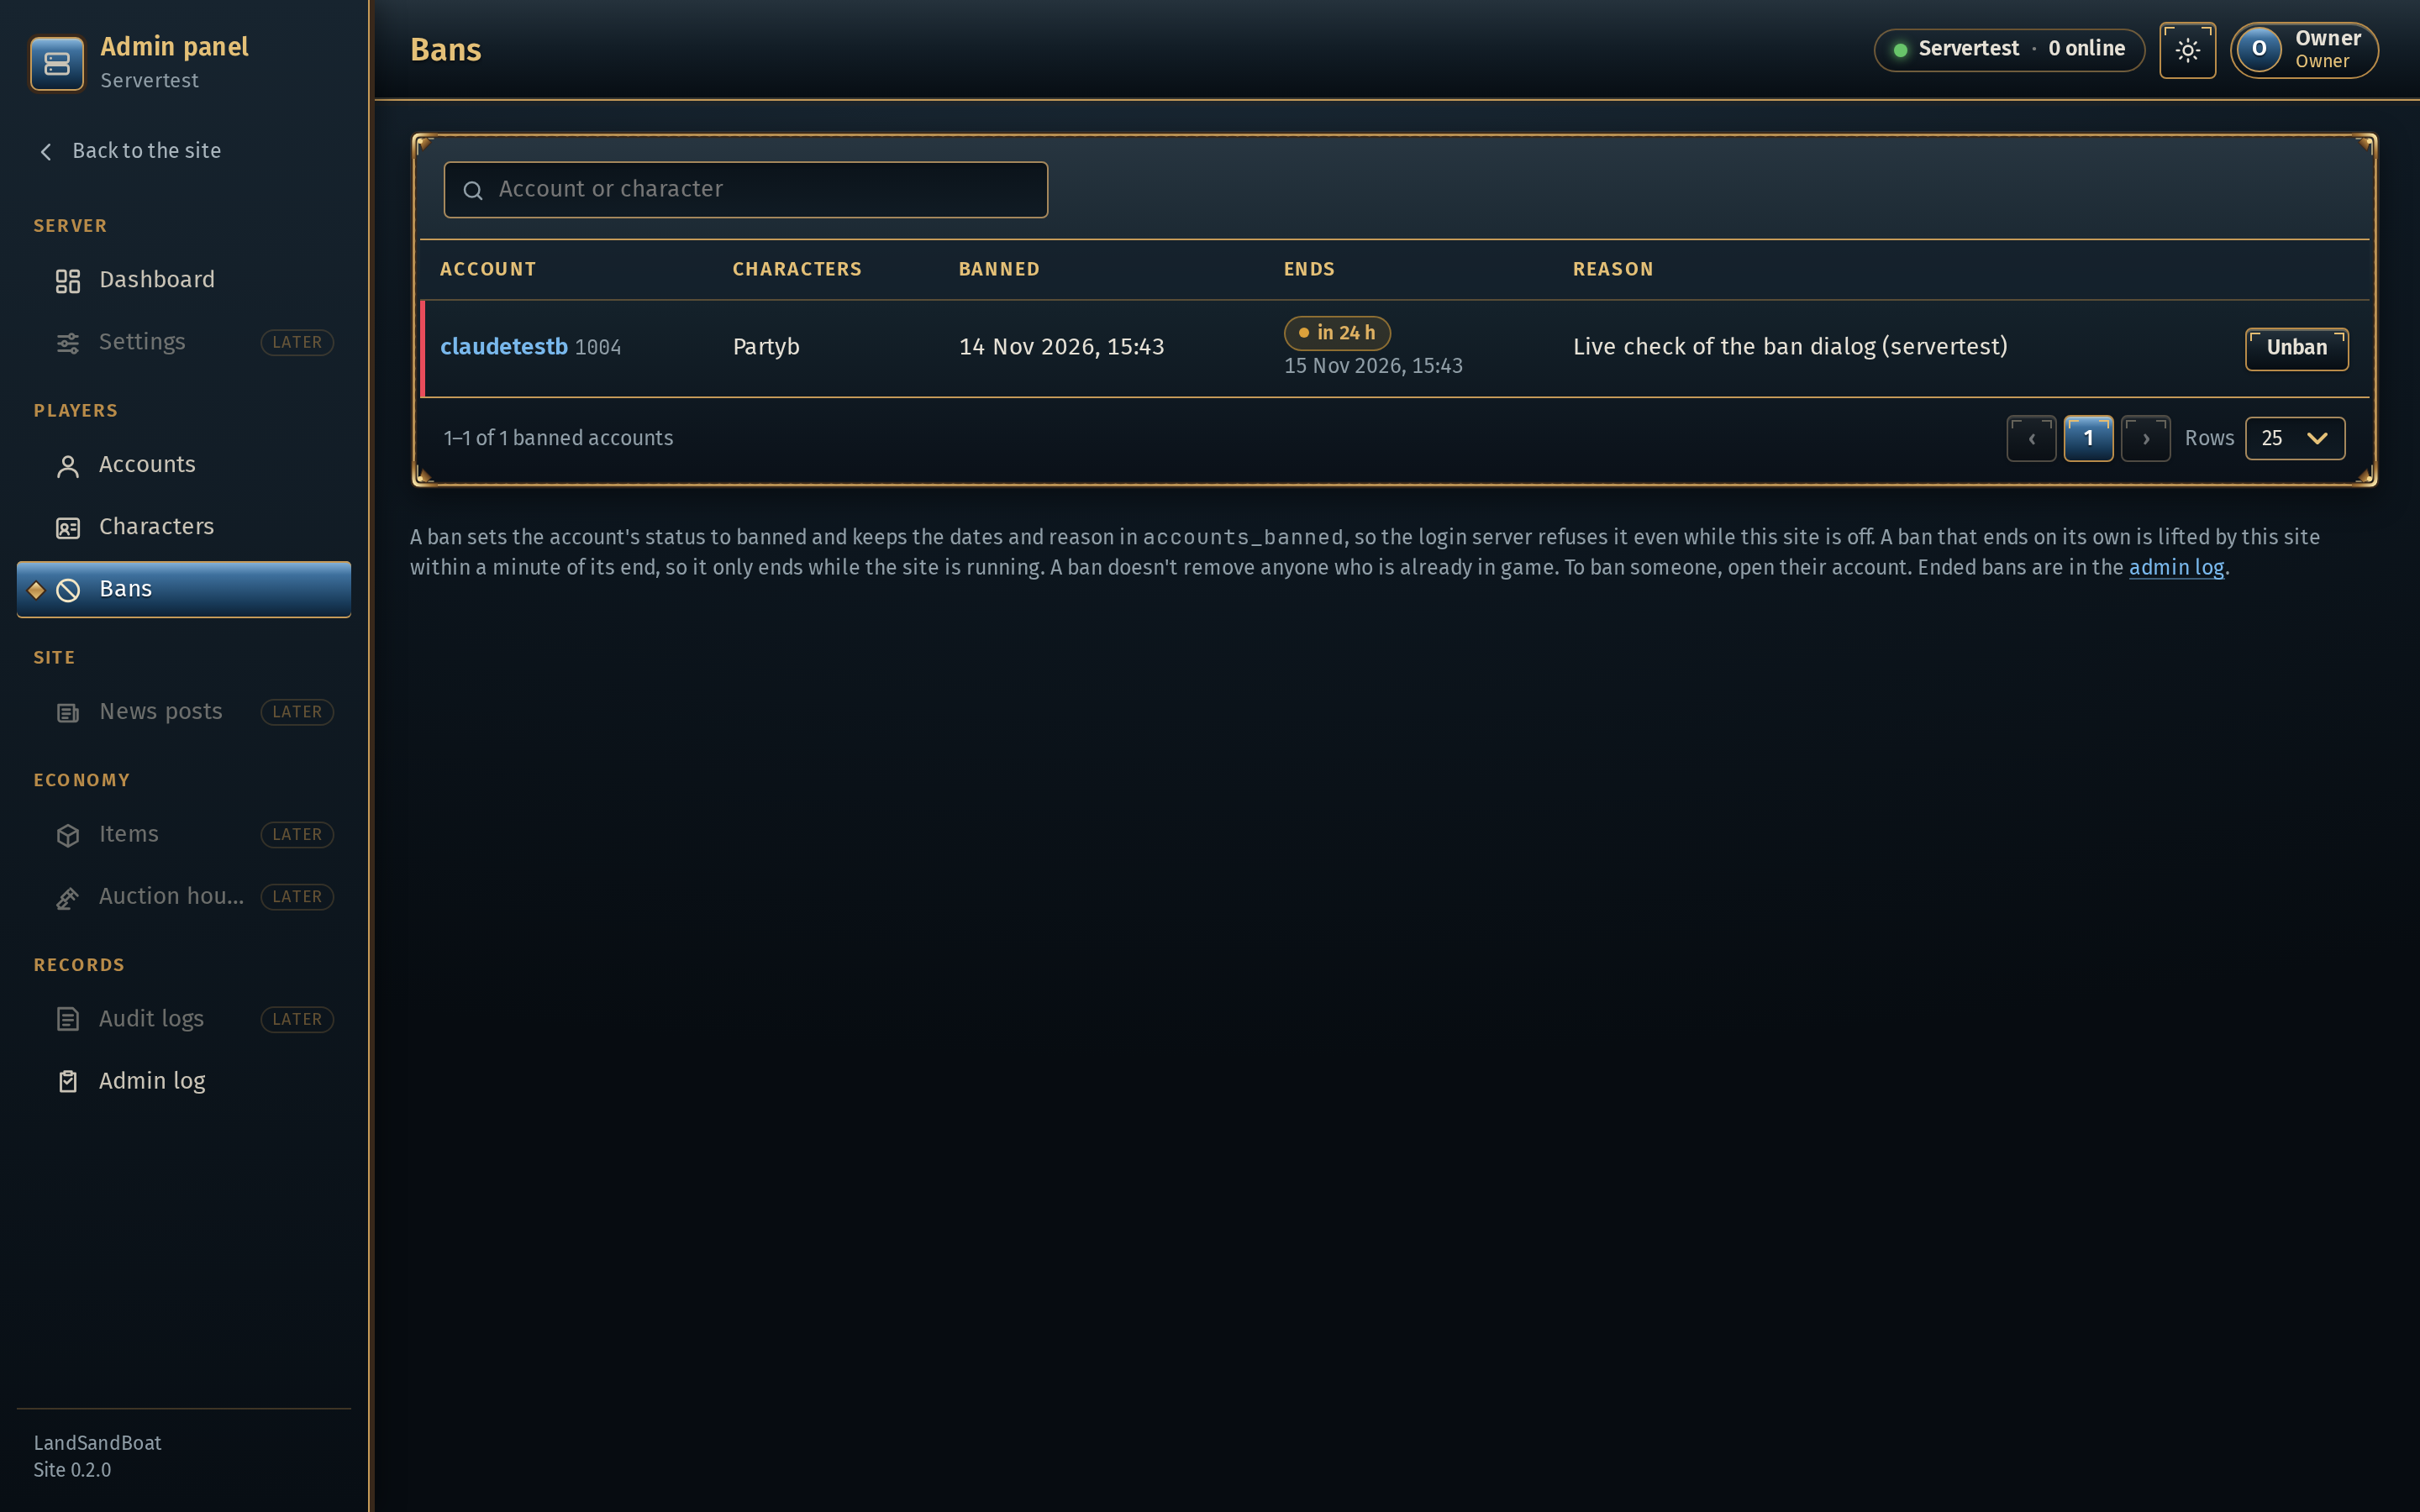 Admin panel
Servertest
Back to the site
SERVER
Dashboard
Settings LATER
PLAYERS
Accounts
Characters
Bans
SITE
News posts LATER
ECONOMY
Items LATER
Auction hou... LATER
RECORDS
Audit logs LATER
Admin log
LandSandBoat
Site 0.2.0
Bans
Servertest · 0 online
O
Owner
Owner
Account or character
ACCOUNT CHARACTERS BANNED ENDS REASON
claudetestb 1004 Partyb 14 Nov 2026, 15:43 in 24 h Live check of the ban dialog (servertest) Unban
15 Nov 2026, 15:43
1–1 of 1 banned accounts ‹ 1 › Rows 25
A ban sets the account's status to banned and keeps the dates and reason in accounts_banned, so the login server refuses it even while this site is off. A ban that ends on its own is lifted by this site
within a minute of its end, so it only ends while the site is running. A ban doesn't remove anyone who is already in game. To ban someone, open their account. Ended bans are in the admin log.